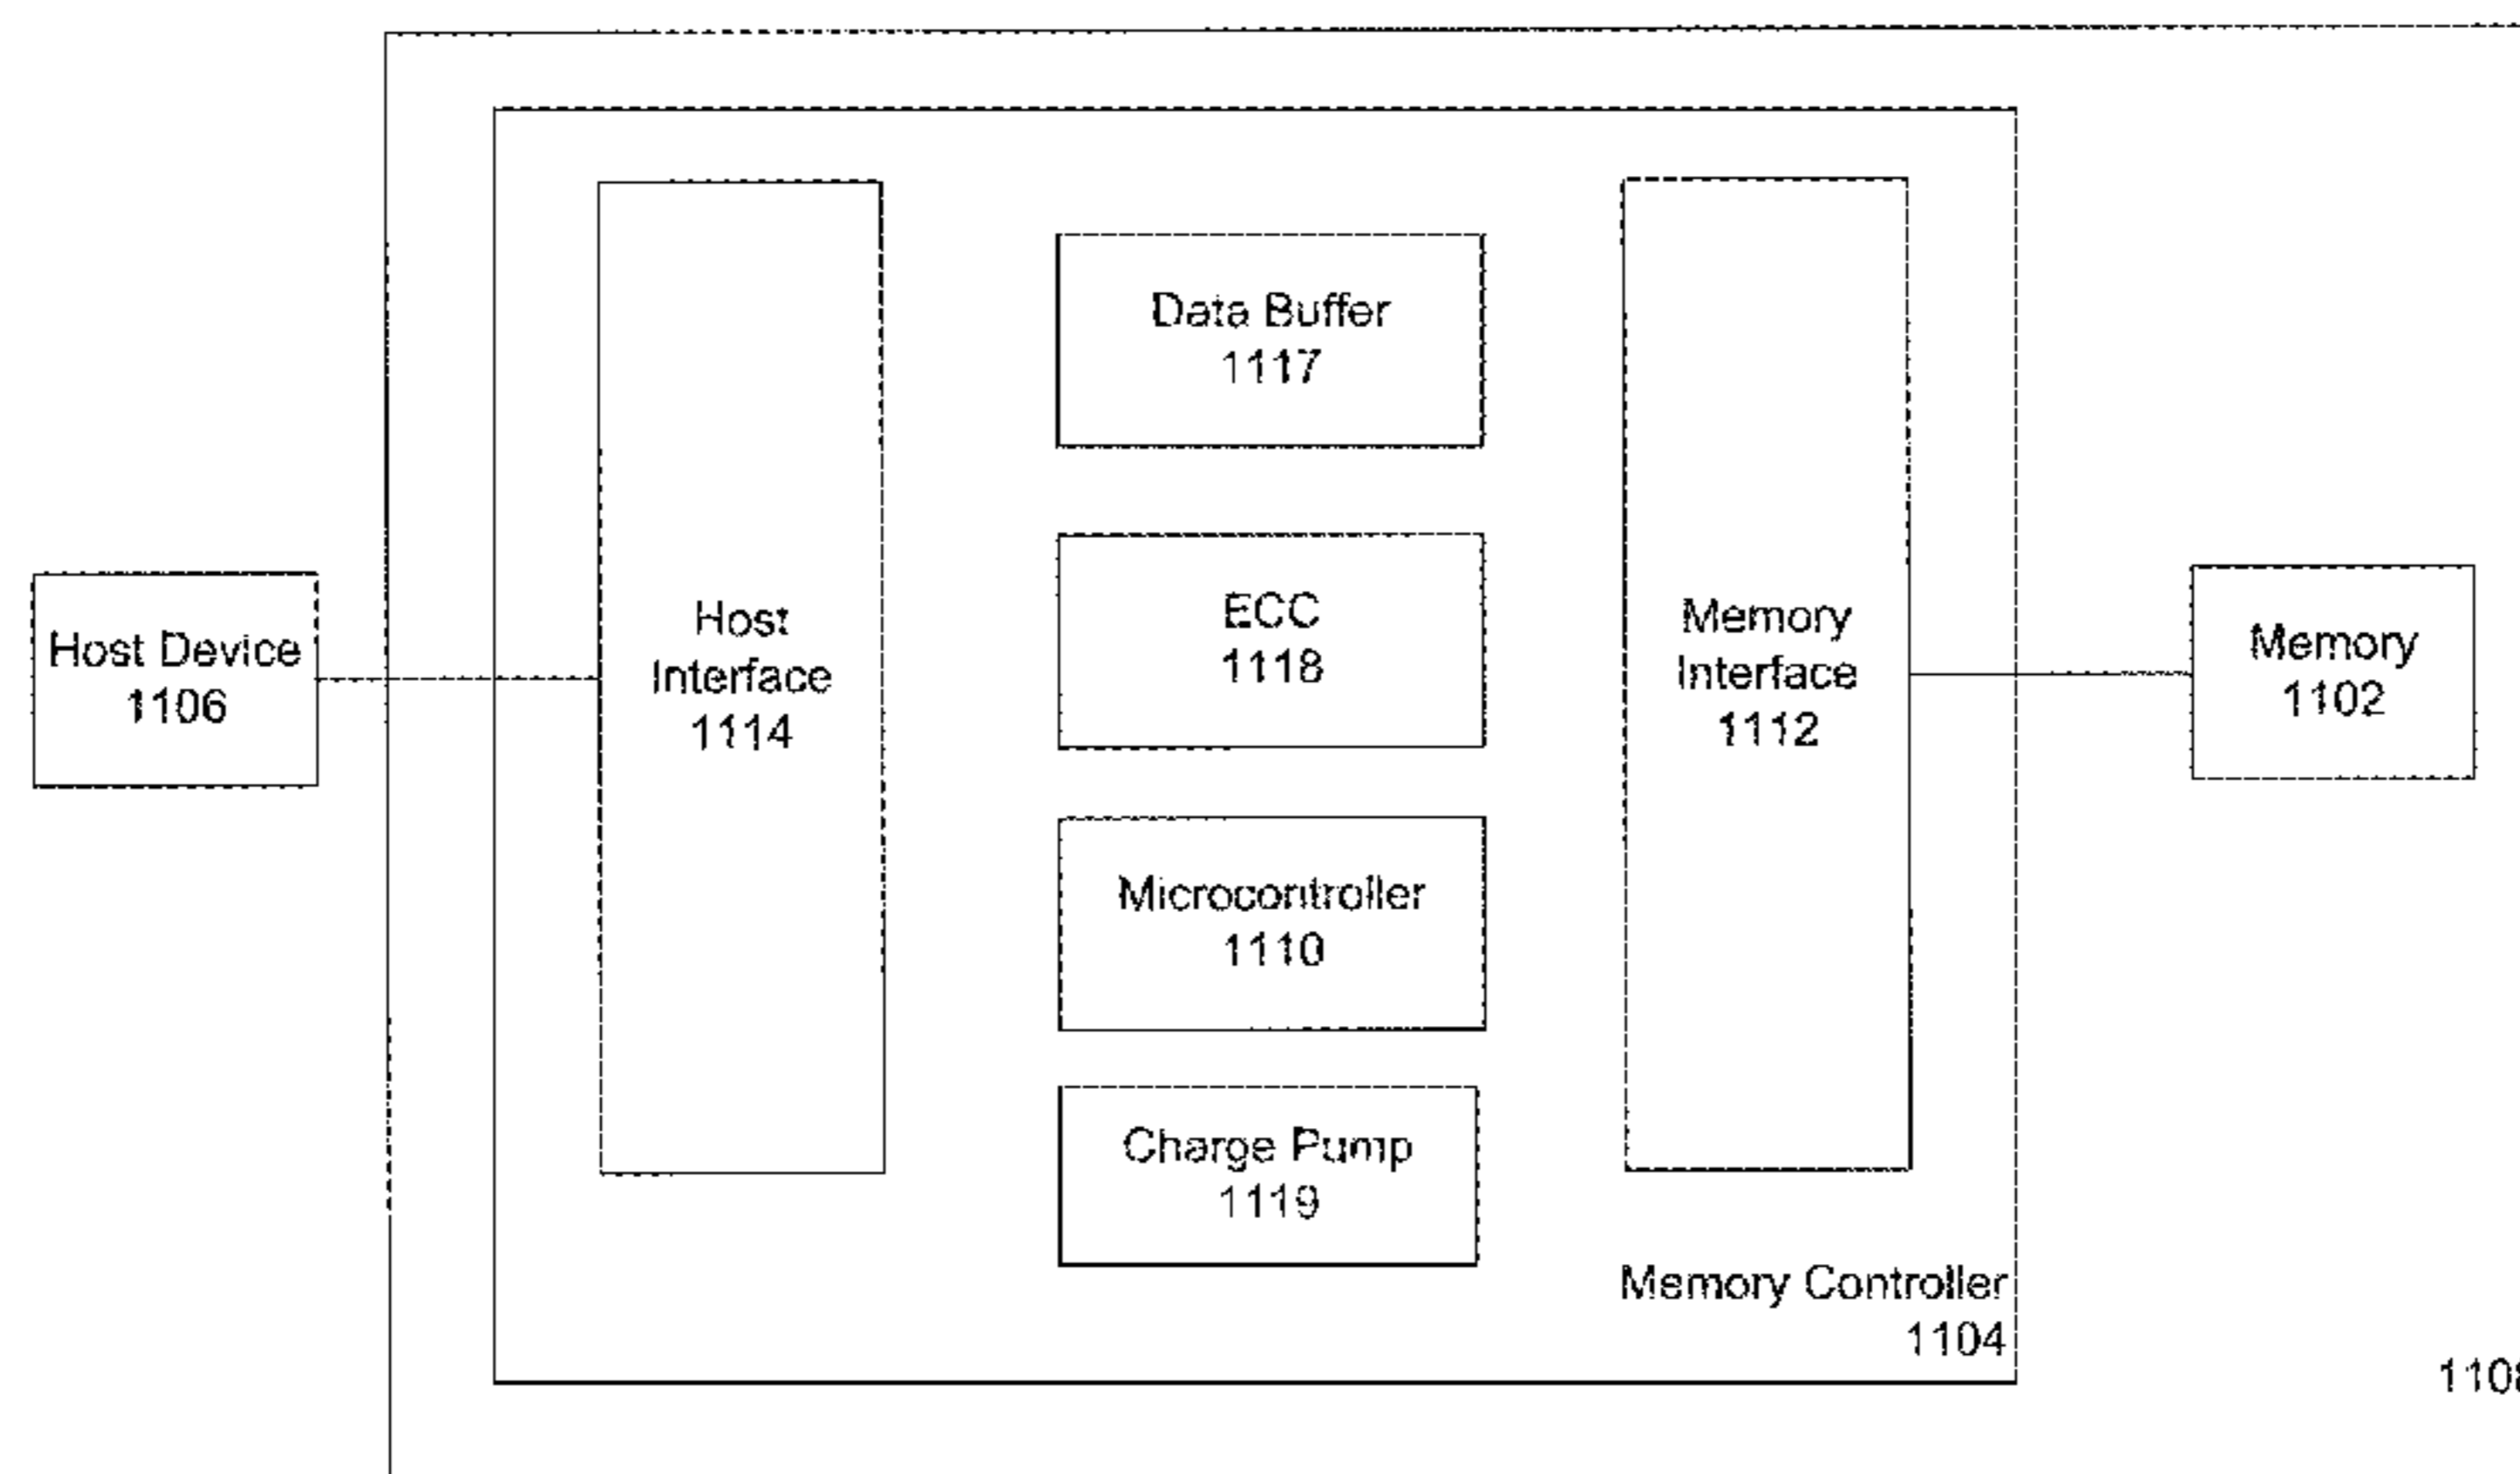 Data Buffer
1117
Host Device
1106
Host
Interface
1114
ECC
1118
Memory
Interface
1112
Memory
1102
Microcontroller
1110
Charge Pump
1119
Memory Controller
1104
1108